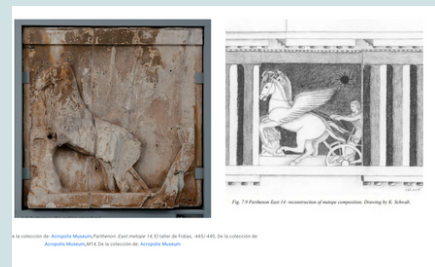 Fig. 7.9 Parthenon East 14: reconstruction of metope composition. Drawing by K. Schwab
e la colección de: Acropolis Museum,Parthenon. East metope 14,El taller de Fidias, -445/-440, De la colección de:
Acropolis Museum,M14 De la colección de: Acropolis Museum